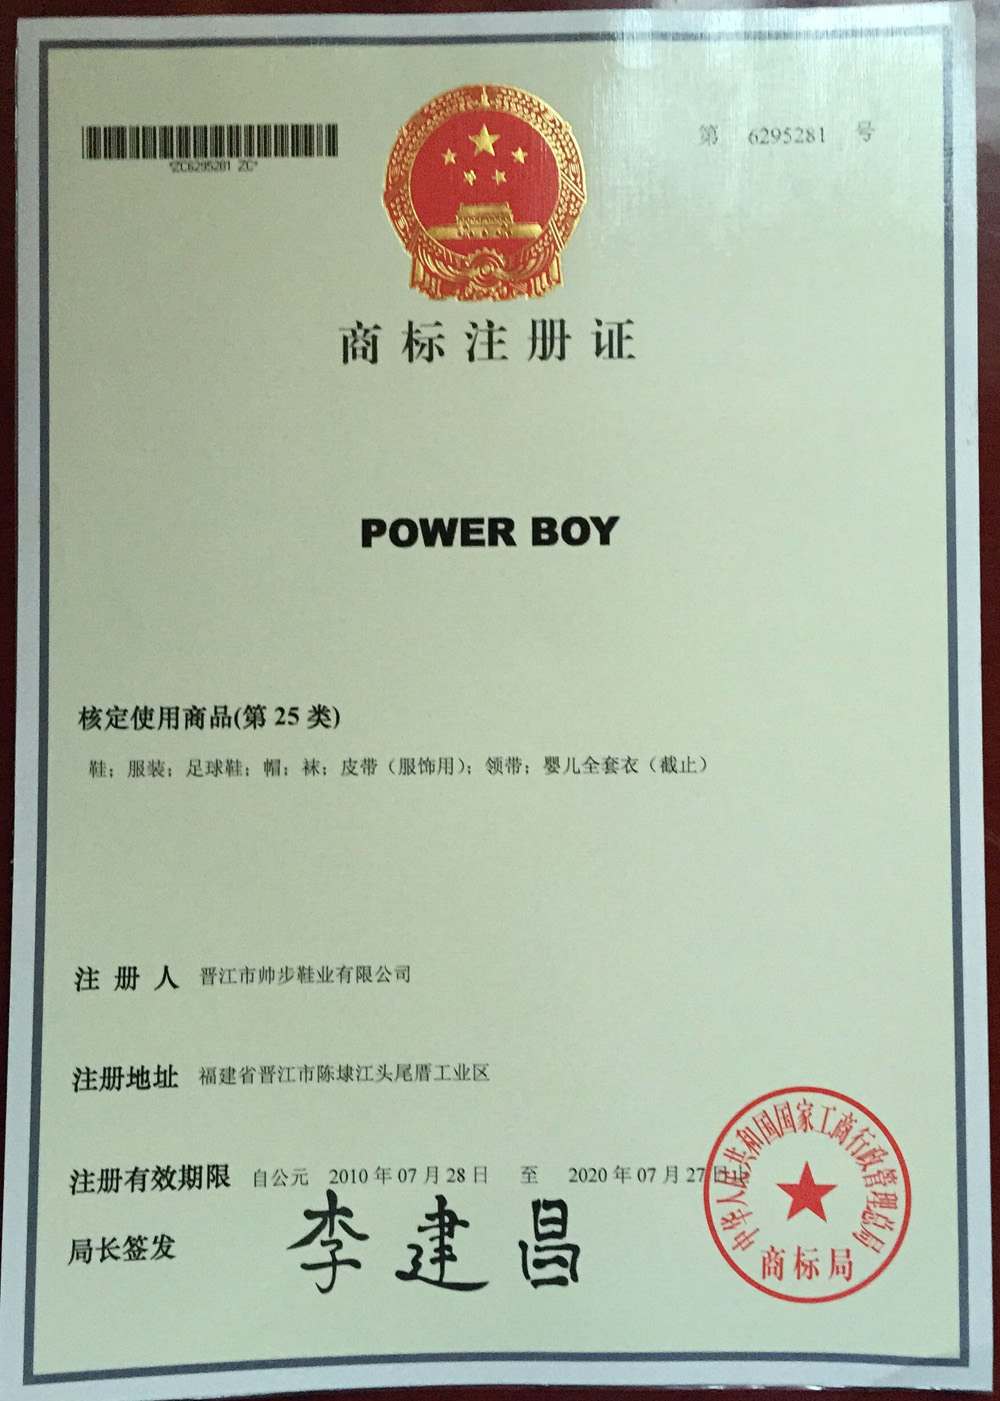 第 6295281 号
*ZC6295281 ZC*
商标注册证
POWER BOY
核定使用商品(第 25 类)
鞋；服装；足球鞋；帽；袜；皮带（服饰用）；领带；婴儿全套衣（截止）
注 册 人 晋江市帅步鞋业有限公司
注册地址 福建省晋江市陈埭江头尾厝工业区
注册有效期限 自公元 2010 年 07 月 28 日 至 2020 年 07 月 27 日止
局长签发 李建昌
中华人民共和国国家工商行政管理总局
商标局